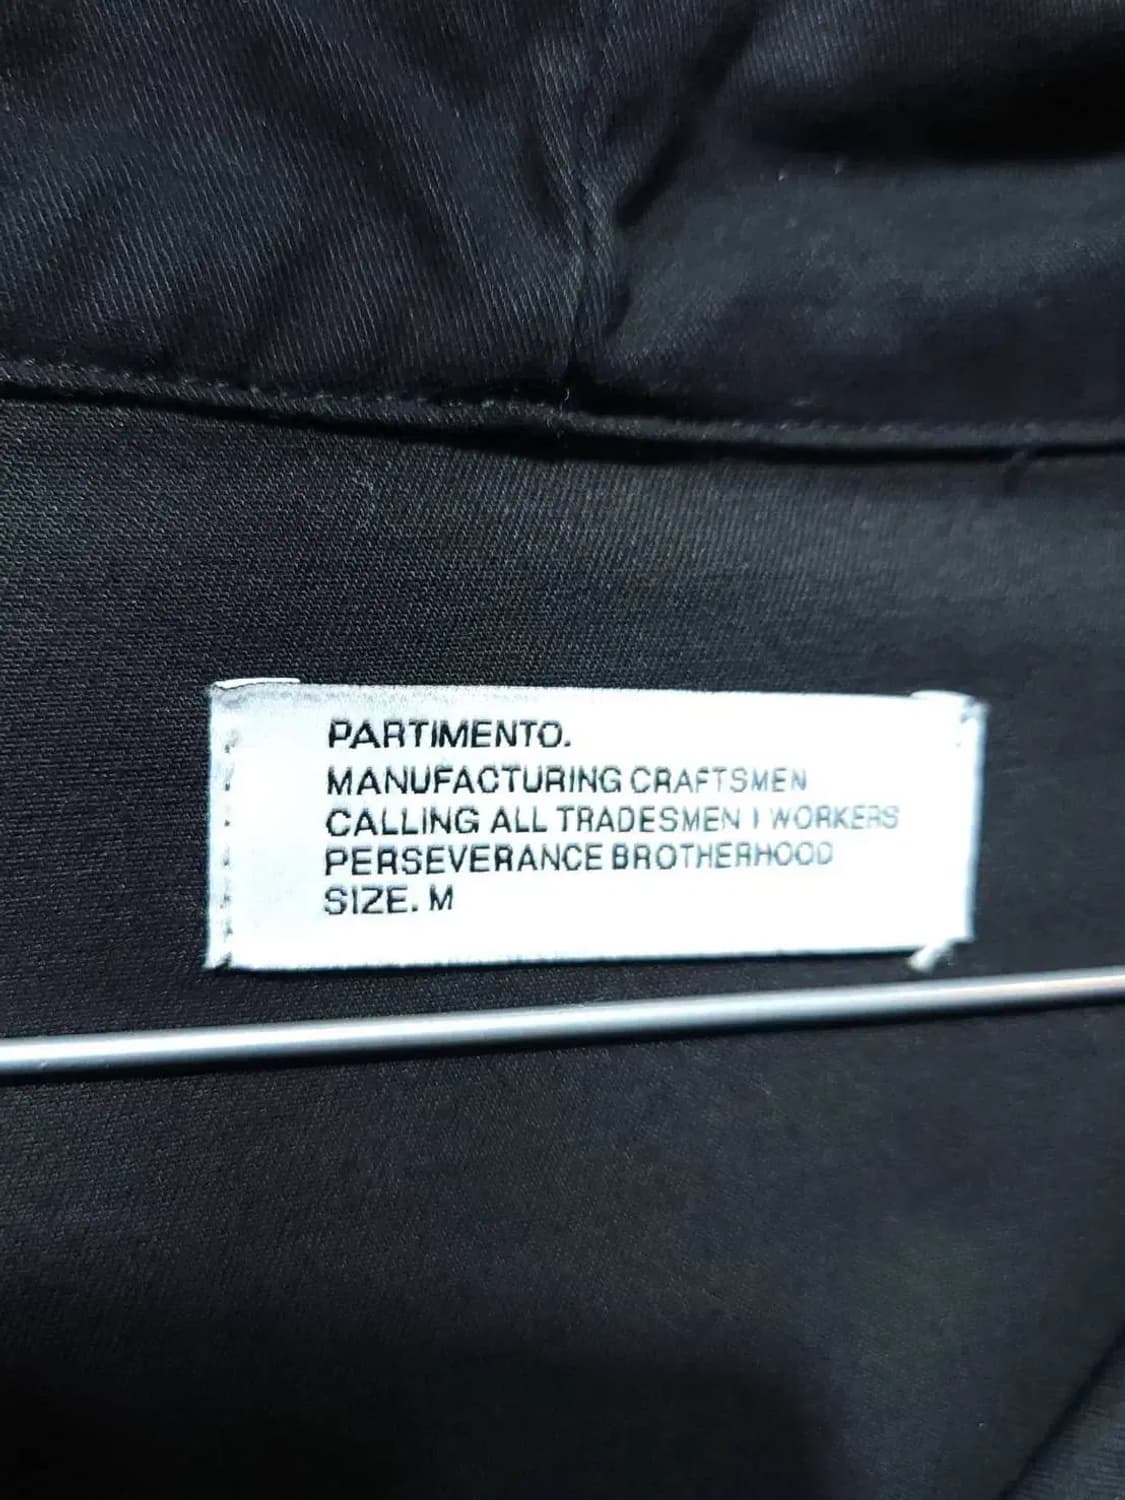 PARTIMENTO.
MANUFACTURING CRAFTSMEN
CALLING ALL TRADESMEN I WORKERS
PERSEVERANCE BROTHERHOOD
SIZE. M